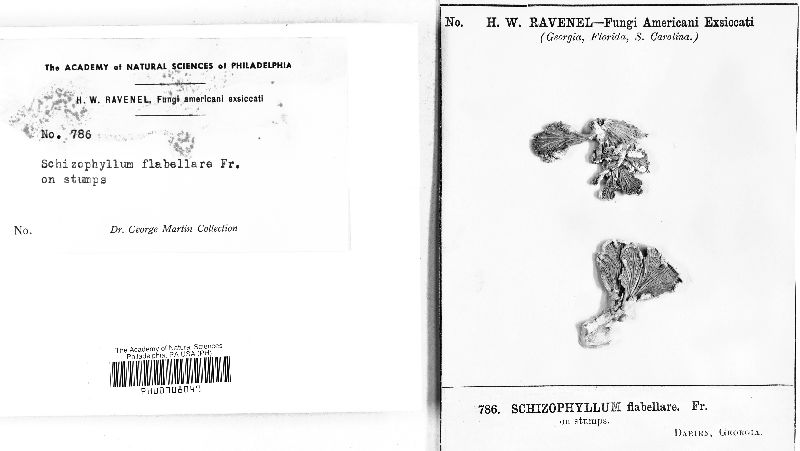 The ACADEMY of NATURAL SCIENCES of PHILADELPHIA
H. W. RAVENEL, Fungi americani exsiccati
No. 786
Schizophyllum flabellare Fr.
on stumps
No.
Dr. George Martin Collection
The Academy of Natural Sciences
Philadelphia, PA USA (PH)
No. H. W. RAVENEL—Fungi Americani Exsiccati
(Georgia, Florida, S. Carolina.)
786. SCHIZOPHYLLUM flabellare. Fr.
on stumps.
DARIEN, GEORGIA.